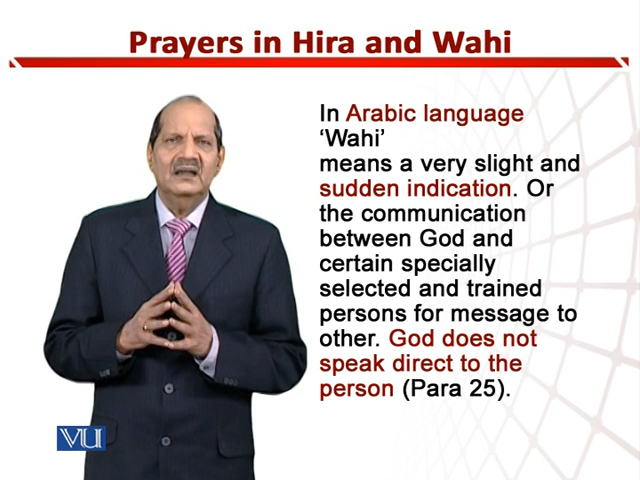 Prayers in Hira and Wahi
In Arabic language
‘Wahi’
means a very slight and
sudden indication. Or
the communication
between God and
certain specially
selected and trained
persons for message to
other. God does not
speak direct to the
person (Para 25).
VU